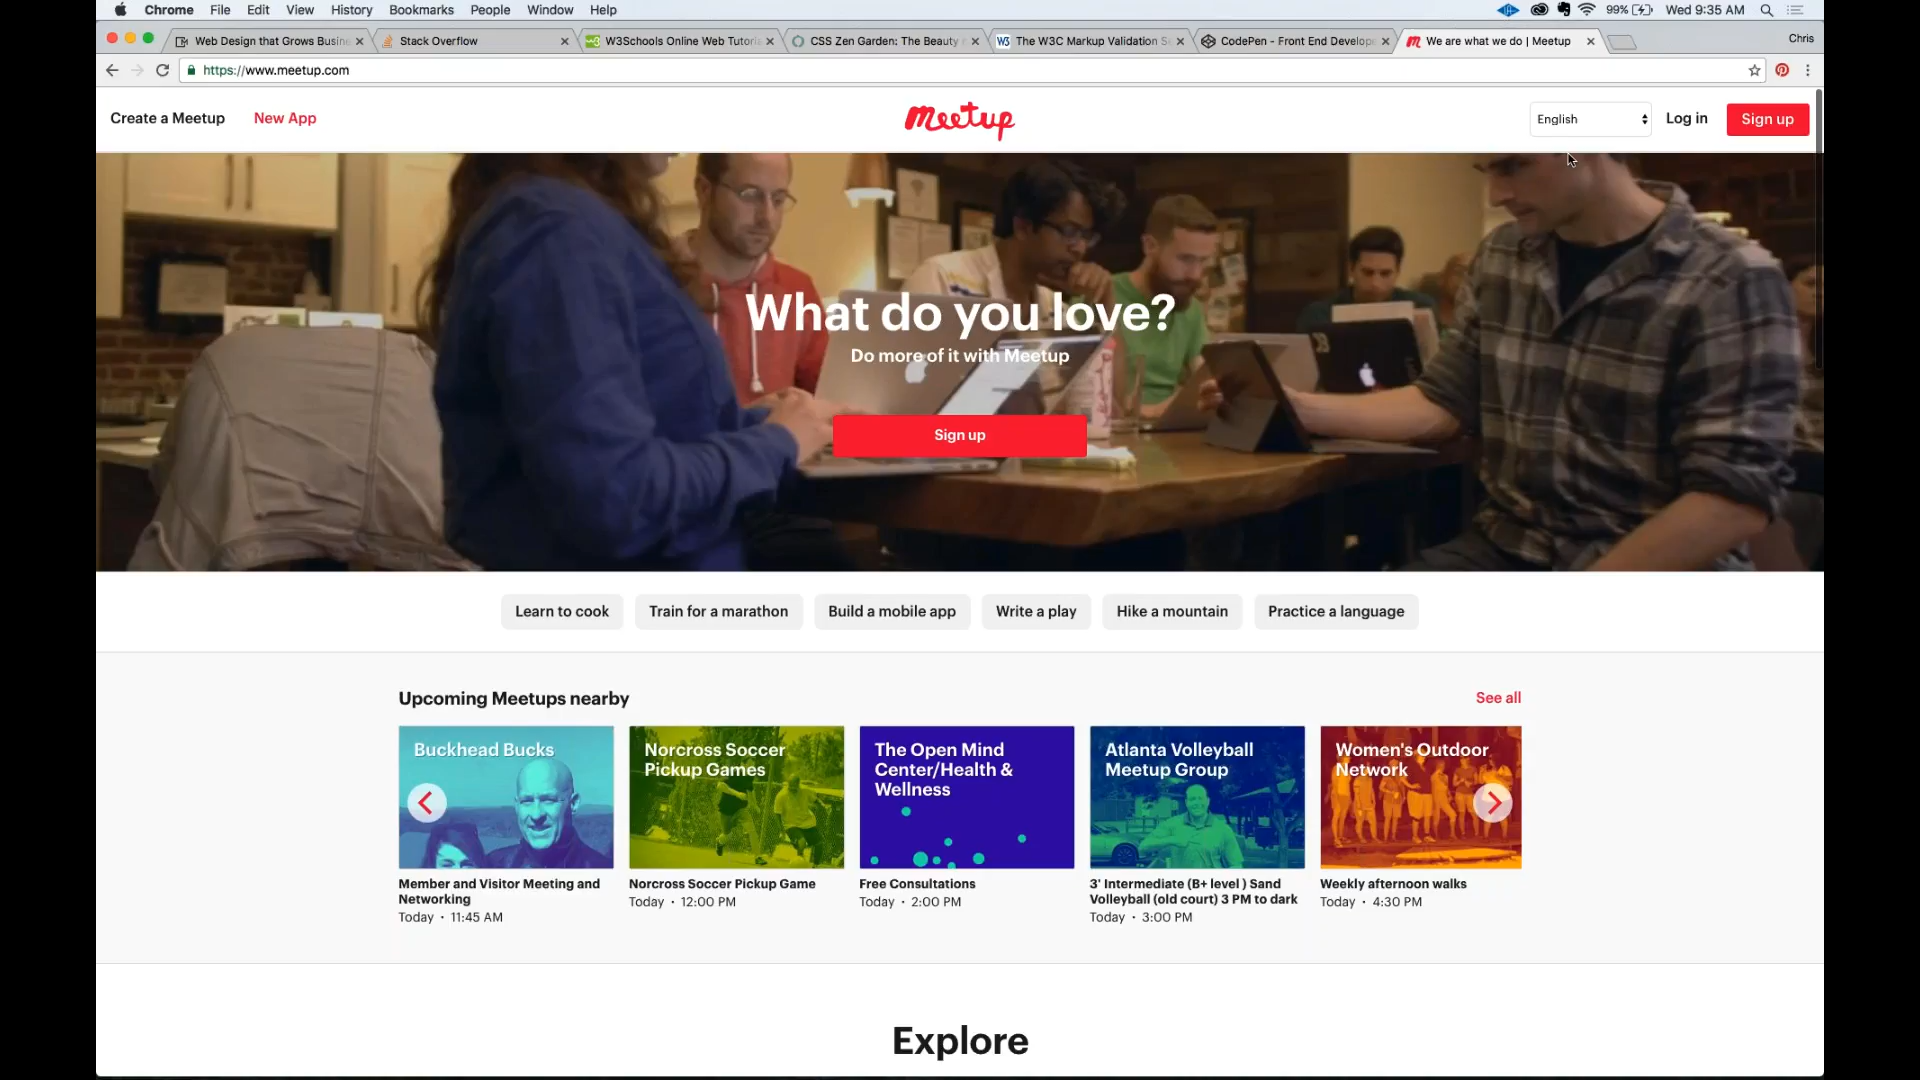 Chrome File Edit View History Bookmarks People Window Help 99% Wed 9:35 AM
Web Design that Grows Busin
Stack Overflow
W3Schools Online Web Tutori
CSS Zen Garden: The Beauty
The W3C Markup Validation S
CodePen - Front End Develope
We are what we do | Meetup
Chris
https://www.meetup.com
Create a Meetup
New App
Meetup
English
Log in
Sign up
What do you love?
Do more of it with Meetup
Sign up
Learn to cook
Train for a marathon
Build a mobile app
Write a play
Hike a mountain
Practice a language
Upcoming Meetups nearby
See all
Buckhead Bucks
Member and Visitor Meeting and
Networking
Today · 11:45 AM
Norcross Soccer
Pickup Games
Norcross Soccer Pickup Game
Today · 12:00 PM
The Open Mind
Center/Health &
Wellness
Free Consultations
Today · 2:00 PM
Atlanta Volleyball
Meetup Group
3' Intermediate (B+ level ) Sand
Volleyball (old court) 3 PM to dark
Today · 3:00 PM
Women's Outdoor
Network
Weekly afternoon walks
Today · 4:30 PM
Explore